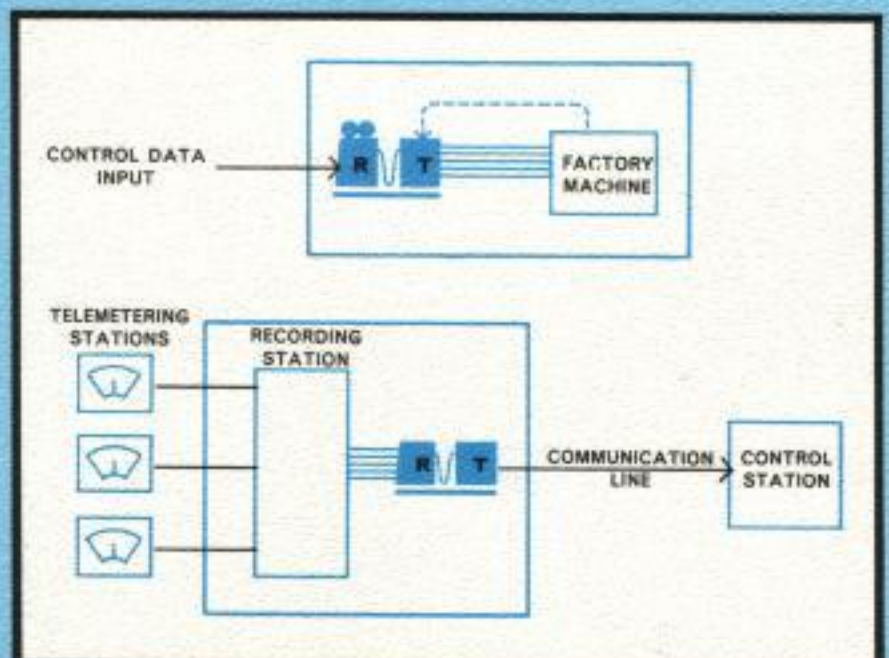 CONTROL DATA
INPUT
R
T
FACTORY
MACHINE
TELEMETERING
STATIONS
RECORDING
STATION
R
T
COMMUNICATION
LINE
CONTROL
STATION